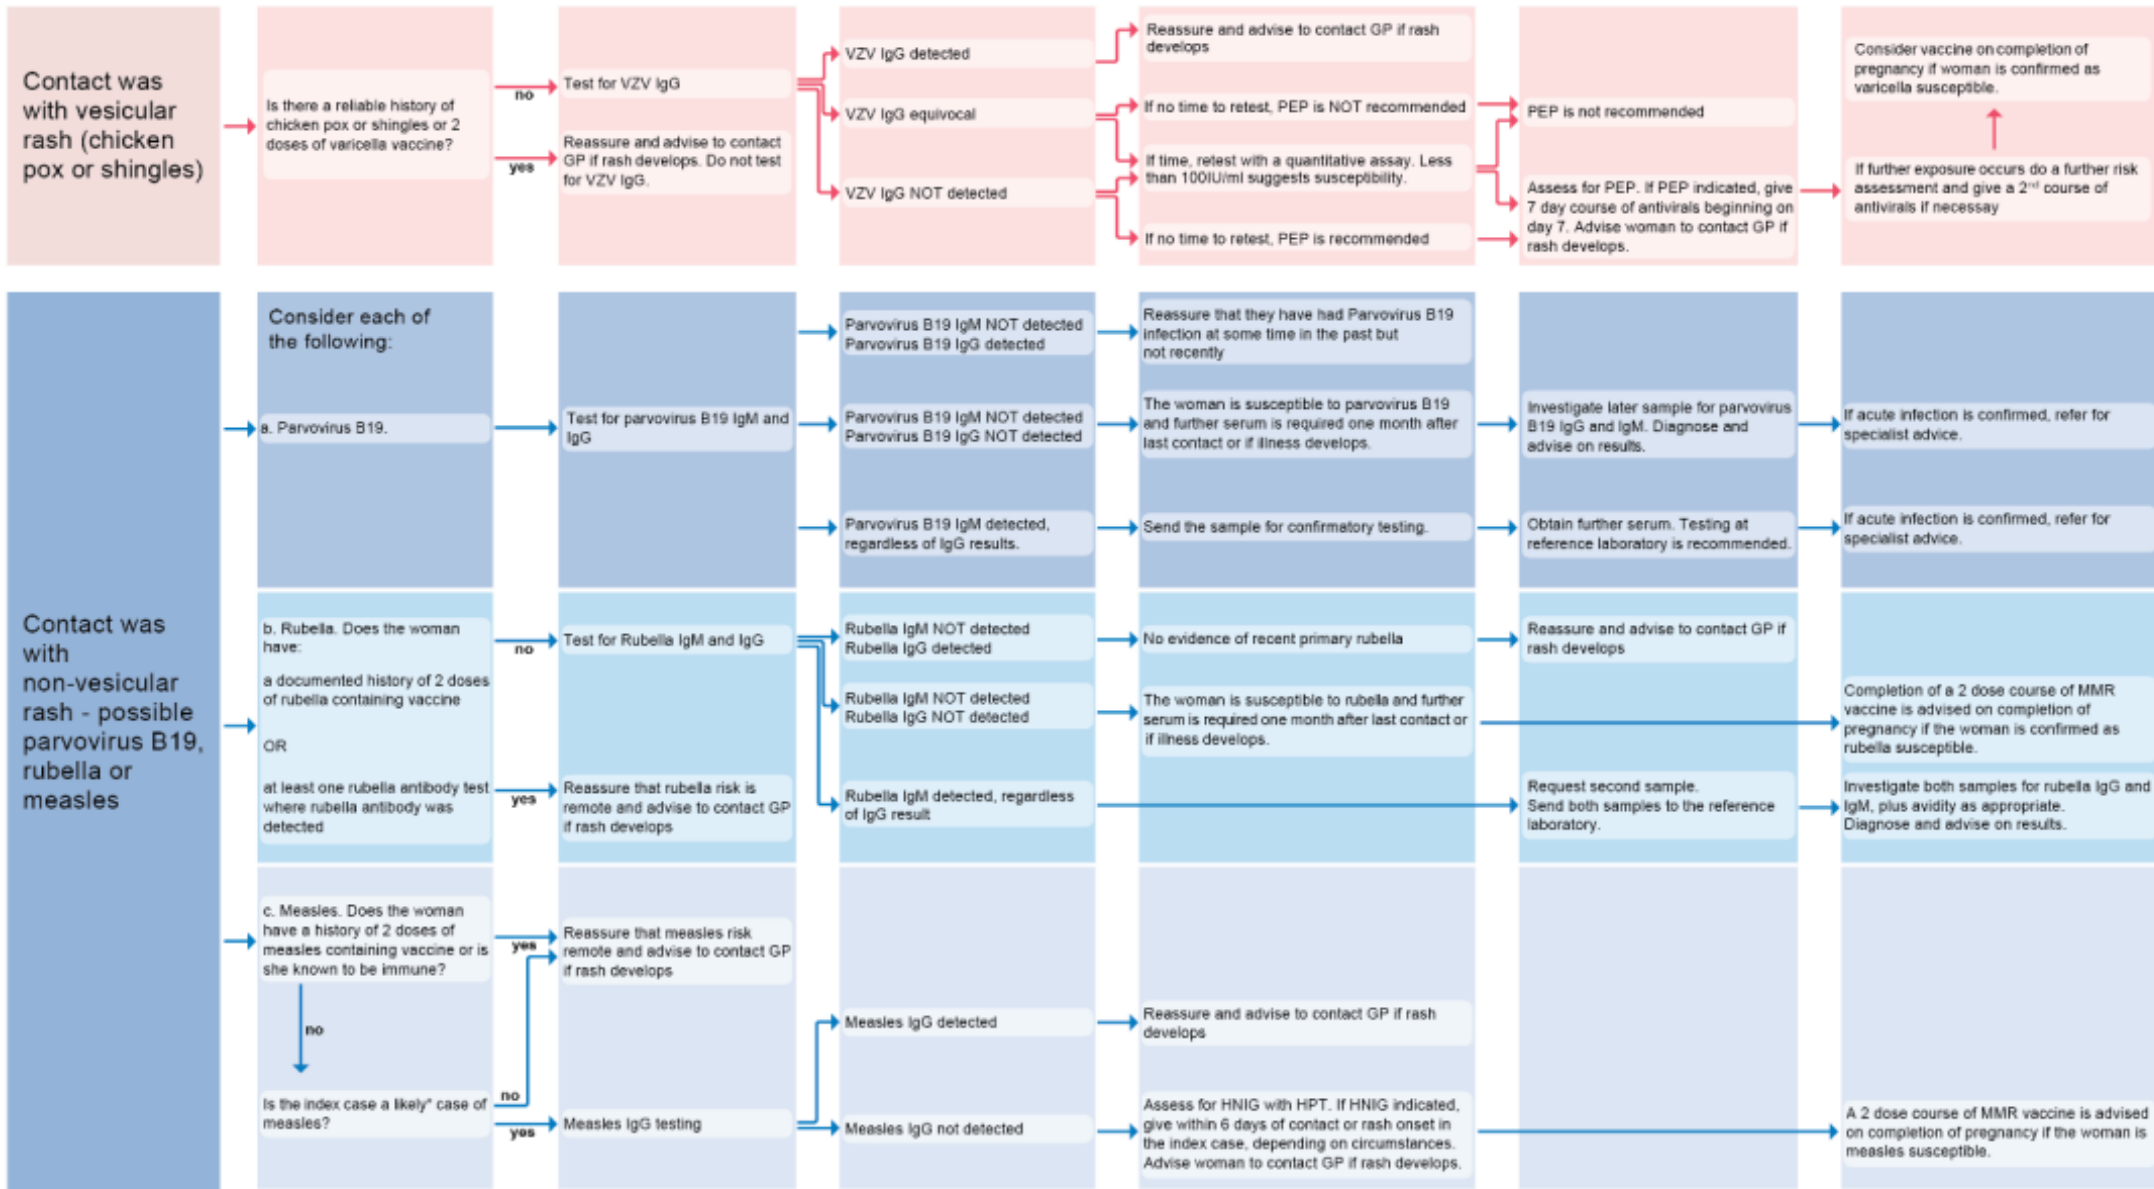 Contact was
with vesicular
rash (chicken
pox or shingles)
Is there a reliable history of
chicken pox or shingles or 2
doses of varicella vaccine?
no
yes
Test for VZV IgG
Reassure and advise to contact
GP if rash develops. Do not test
for VZV IgG.
VZV IgG detected
VZV IgG equivocal
VZV IgG NOT detected
Reassure and advise to contact GP if rash
develops
If no time to retest, PEP is NOT recommended
If time, retest with a quantitative assay. Less
than 100IU/ml suggests susceptibility.
If no time to retest, PEP is recommended
PEP is not recommended
Assess for PEP. If PEP indicated, give
7 day course of antivirals beginning on
day 7. Advise woman to contact GP if
rash develops.
Consider vaccine on completion of
pregnancy if woman is confirmed as
varicella susceptible.
If further exposure occurs do a further risk
assessment and give a 2nd course of
antivirals if necessay
Contact was
with
non-vesicular
rash - possible
parvovirus B19,
rubella or
measles
Consider each of
the following:
a. Parvovirus B19.
Test for parvovirus B19 IgM and
IgG
Parvovirus B19 IgM NOT detected
Parvovirus B19 IgG detected
Reassure that they have had Parvovirus B19
infection at some time in the past but
not recently
Parvovirus B19 IgM NOT detected
Parvovirus B19 IgG NOT detected
The woman is susceptible to parvovirus B19
and further serum is required one month after
last contact or if illness develops.
Investigate later sample for parvovirus
B19 IgG and IgM. Diagnose and
advise on results.
If acute infection is confirmed, refer for
specialist advice.
Parvovirus B19 IgM detected,
regardless of IgG results.
Send the sample for confirmatory testing.
Obtain further serum. Testing at
reference laboratory is recommended.
If acute infection is confirmed, refer for
specialist advice.
b. Rubella. Does the woman
have:
a documented history of 2 doses
of rubella containing vaccine
OR
at least one rubella antibody test
where rubella antibody was
detected
no
yes
Test for Rubella IgM and IgG
Reassure that rubella risk is
remote and advise to contact GP
if rash develops
Rubella IgM NOT detected
Rubella IgG detected
No evidence of recent primary rubella
Reassure and advise to contact GP if
rash develops
Rubella IgM NOT detected
Rubella IgG NOT detected
The woman is susceptible to rubella and further
serum is required one month after last contact or
if illness develops.
Completion of a 2 dose course of MMR
vaccine is advised on completion of
pregnancy if the woman is confirmed as
rubella susceptible.
Rubella IgM detected, regardless
of IgG result
Request second sample.
Send both samples to the reference
laboratory.
Investigate both samples for rubella IgG and
IgM, plus avidity as appropriate.
Diagnose and advise on results.
c. Measles. Does the woman
have a history of 2 doses of
measles containing vaccine or is
she known to be immune?
yes
no
Reassure that measles risk
remote and advise to contact GP
if rash develops
Is the index case a likely* case of
measles?
no
yes
Measles IgG testing
Measles IgG detected
Reassure and advise to contact GP if rash
develops
Measles IgG not detected
Assess for HNIG with HPT. If HNIG indicated,
give within 6 days of contact or rash onset in
the index case, depending on circumstances.
Advise woman to contact GP if rash develops.
A 2 dose course of MMR vaccine is advised
on completion of pregnancy if the woman is
measles susceptible.